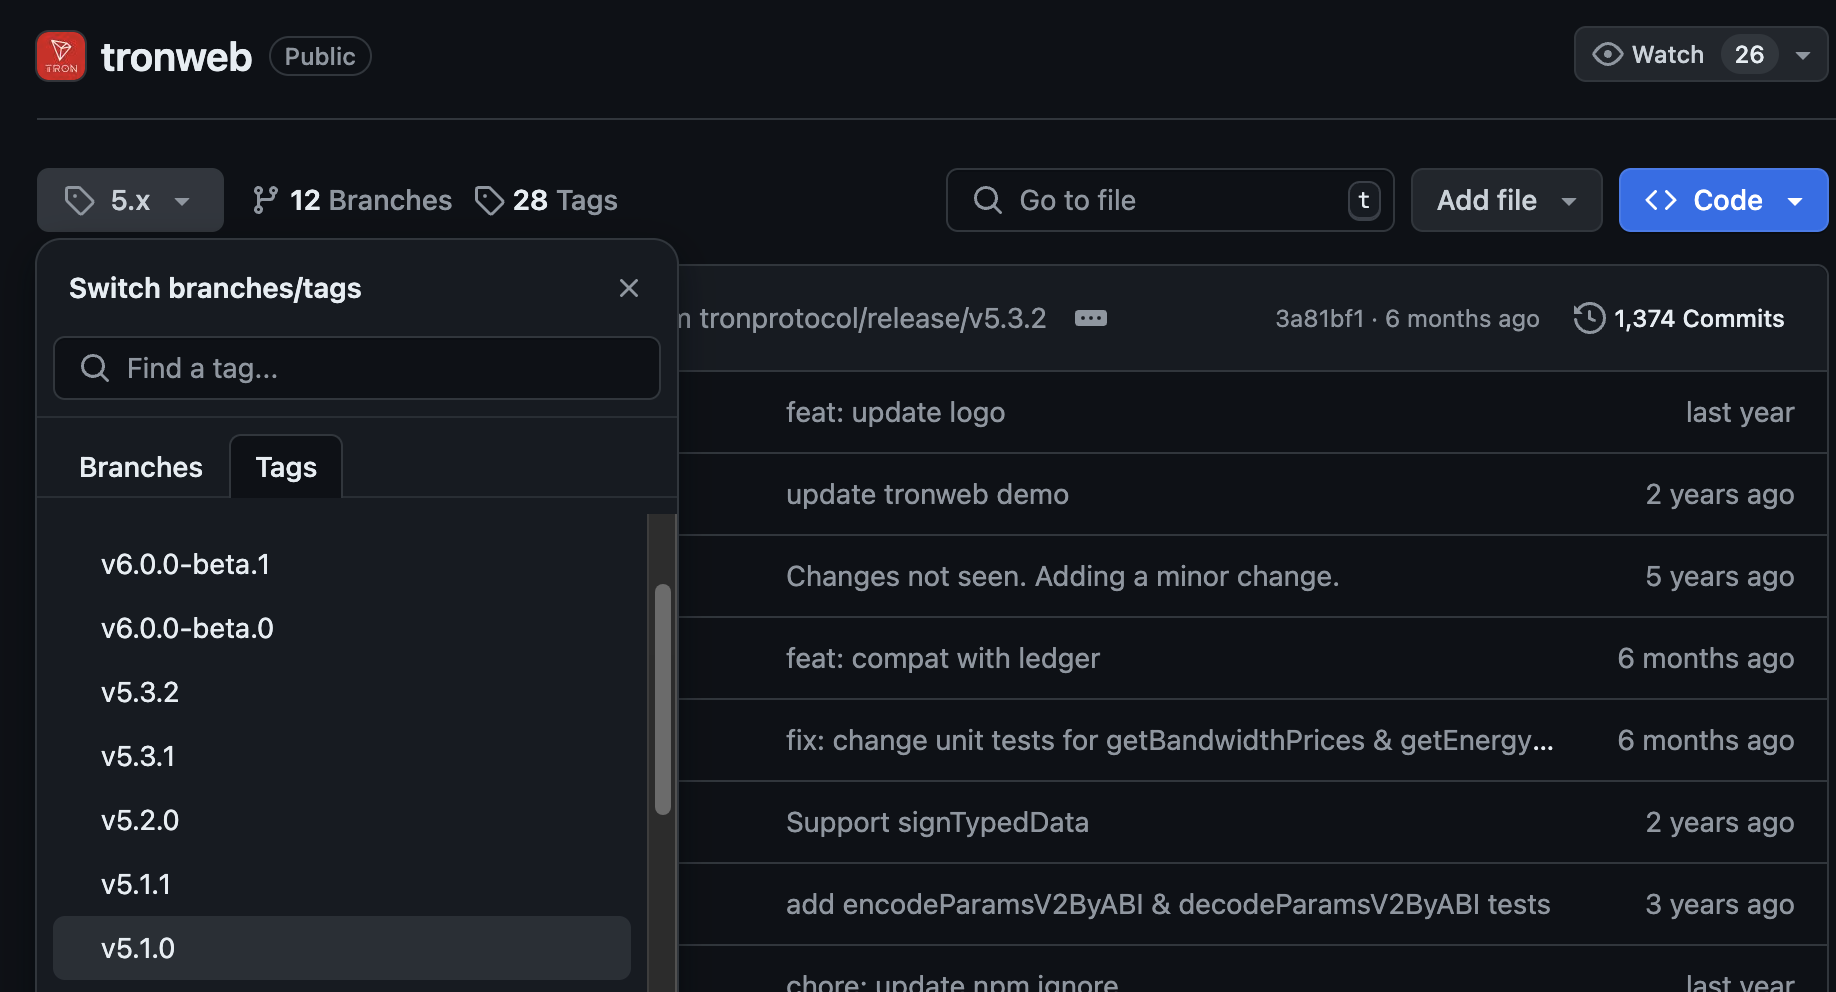 TRON
tronweb Public
Watch 26
5.x
12 Branches
28 Tags
Go to file t
Add file
Code
Switch branches/tags
Find a tag...
Branches Tags
v6.0.0-beta.1
v6.0.0-beta.0
v5.3.2
v5.3.1
v5.2.0
v5.1.1
v5.1.0
tronprotocol/release/v5.3.2
3a81bf1 · 6 months ago
1,374 Commits
feat: update logo last year
update tronweb demo 2 years ago
Changes not seen. Adding a minor change. 5 years ago
feat: compat with ledger 6 months ago
fix: change unit tests for getBandwidthPrices & getEnergy... 6 months ago
Support signTypedData 2 years ago
add encodeParamsV2ByABI & decodeParamsV2ByABI tests 3 years ago
chore: update npm ignore last year